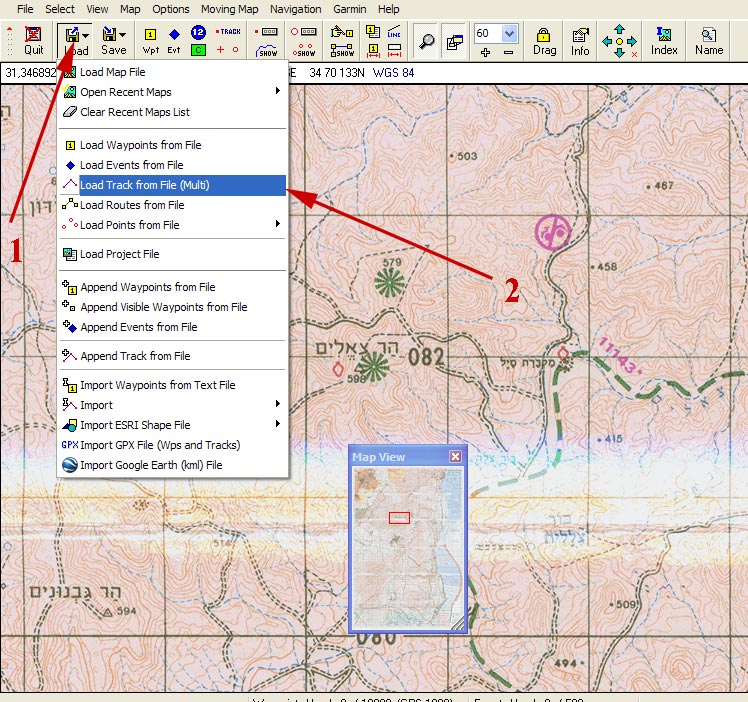 File Select View Map Options Moving Map Navigation Garmin Help
12 TRACK LINE 60
SHOW SHOW SHOW
Quit Load Save Wpt Evt C Drag Info Index Name
31,346892 E 34 70 133N WGS 84
Load Map File
Open Recent Maps
Clear Recent Maps List
Load Waypoints from File
Load Events from File
Load Track from File (Multi)
Load Routes from File
Load Points from File
Load Project File
Append Waypoints from File
Append Visible Waypoints from File
Append Events from File
Append Track from File
Import Waypoints from Text File
Import
Import ESRI Shape File
GPX Import GPX File (Wps and Tracks)
Import Google Earth (kml) File
1
2
503
467
458
579
הר צאלים
082
598
11143
415
Map View
בור
צללית
514
הר גבנונים
594
509
080
494